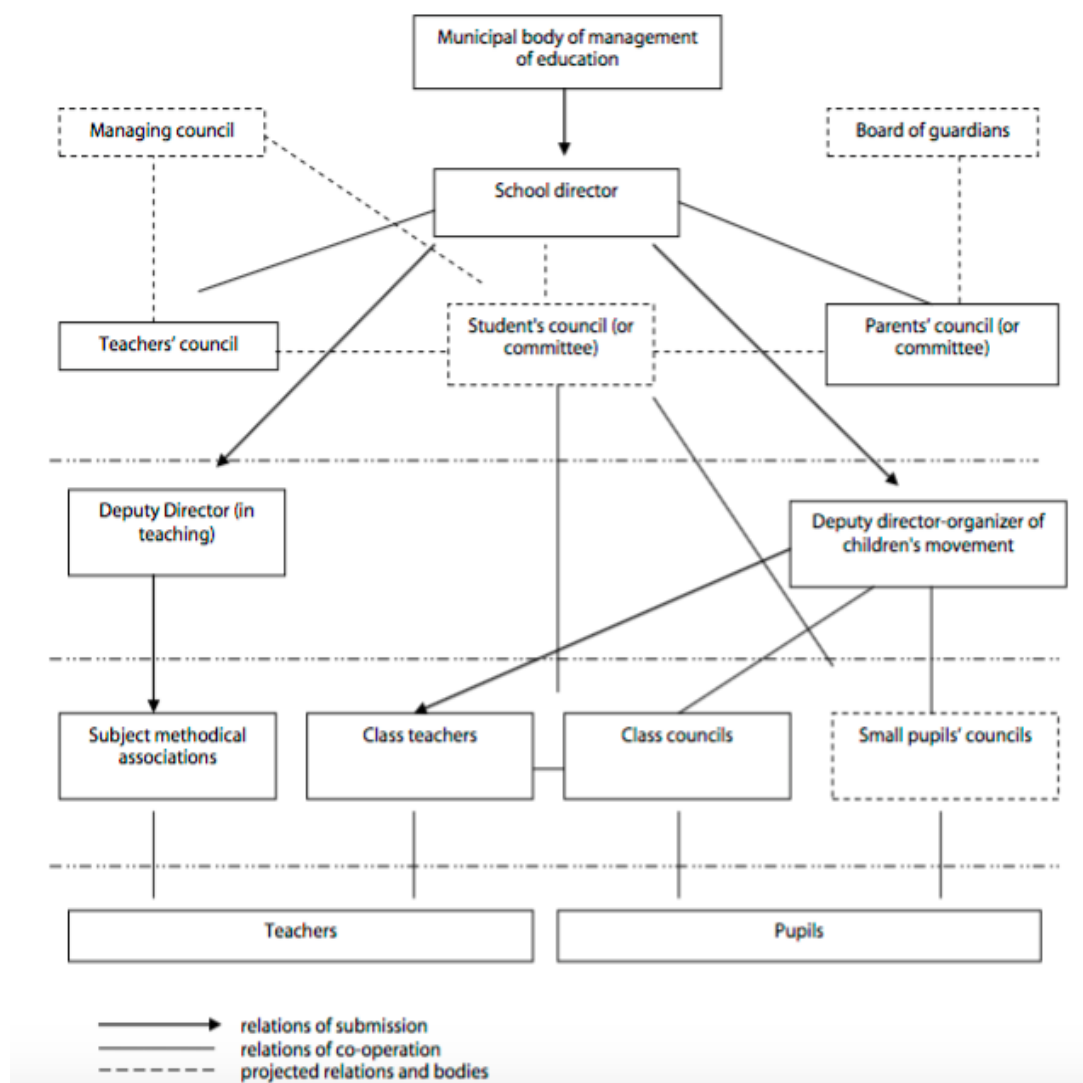 Municipal body of management
of education
Managing council
Board of guardians
School director
Student's council (or
committee)
Teachers' council
Parents' council (or
committee)
Deputy Director (in
teaching)
Deputy director-organizer of
children's movement
Subject methodical
associations
Class teachers
Class councils
Small pupils' councils
Teachers
Pupils
relations of submission
relations of co-operation
projected relations and bodies